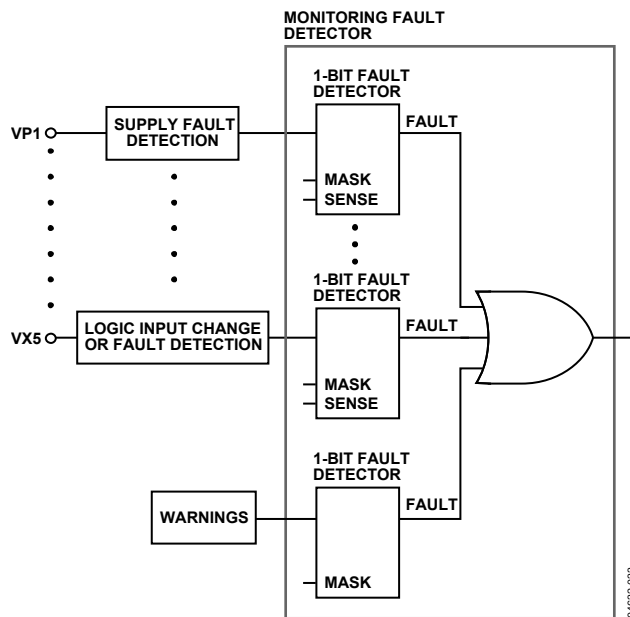 MONITORING FAULT
DETECTOR
1-BIT FAULT
DETECTOR
VP1
SUPPLY FAULT
DETECTION
FAULT
MASK
SENSE
1-BIT FAULT
DETECTOR
VX5
LOGIC INPUT CHANGE
OR FAULT DETECTION
FAULT
MASK
SENSE
1-BIT FAULT
DETECTOR
WARNINGS
FAULT
MASK